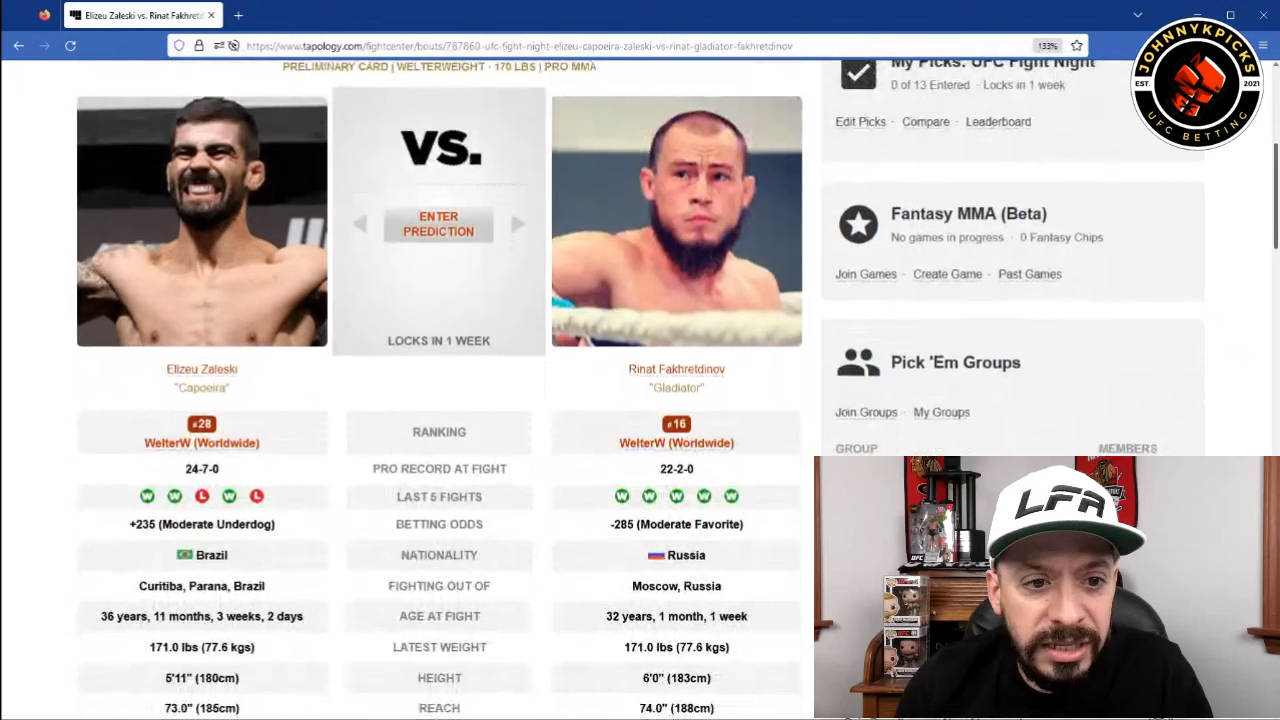 Elizeu Zaleski vs. Rinat Fakhretd
https://www.tapology.com/fightcenter/bouts/787860-ufc-fight-night-elizeu-capoeira-zaleski-vs-rinat-gladiator-fakhretdinov
133%
PRELIMINARY CARD | WELTERWEIGHT · 170 LBS | PRO MMA
VS.
ENTER
PREDICTION
LOCKS IN 1 WEEK
Elizeu Zaleski
"Capoeira"
Rinat Fakhretdinov
"Gladiator"
#28
WelterW (Worldwide)
RANKING
#16
WelterW (Worldwide)
24-7-0
PRO RECORD AT FIGHT
22-2-0
W W L W L
LAST 5 FIGHTS
W W W W W
+235 (Moderate Underdog)
BETTING ODDS
-285 (Moderate Favorite)
Brazil
NATIONALITY
Russia
Curitiba, Parana, Brazil
FIGHTING OUT OF
Moscow, Russia
36 years, 11 months, 3 weeks, 2 days
AGE AT FIGHT
32 years, 1 month, 1 week
171.0 lbs (77.6 kgs)
LATEST WEIGHT
171.0 lbs (77.6 kgs)
5'11" (180cm)
HEIGHT
6'0" (183cm)
73.0" (185cm)
REACH
74.0" (188cm)
My Picks: UFC Fight Night
0 of 13 Entered · Locks in 1 week
Edit Picks · Compare · Leaderboard
Fantasy MMA (Beta)
No games in progress · 0 Fantasy Chips
Join Games · Create Game · Past Games
Pick 'Em Groups
Join Groups · My Groups
GROUP
MEMBERS
JOHNNYKPICKS
EST.
2021
UFC BETTING
LFA